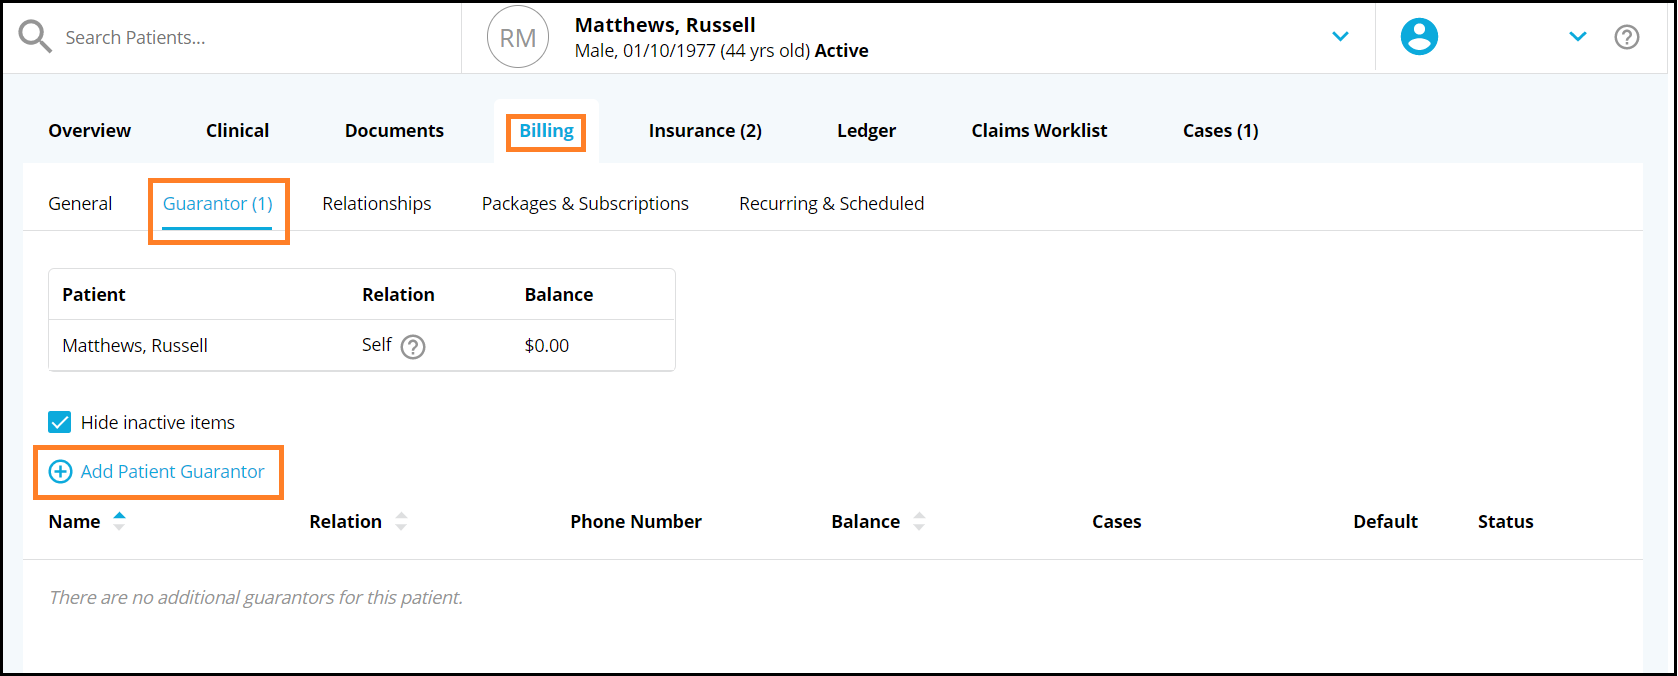 Search Patients...
RM
Matthews, Russell
Male, 01/10/1977 (44 yrs old) Active
?
Overview Clinical Documents Billing Insurance (2) Ledger Claims Worklist Cases (1)
General Guarantor (1) Relationships Packages & Subscriptions Recurring & Scheduled
Patient Relation Balance
Matthews, Russell Self ? $0.00
Hide inactive items
Add Patient Guarantor
Name Relation Phone Number Balance Cases Default Status
There are no additional guarantors for this patient.